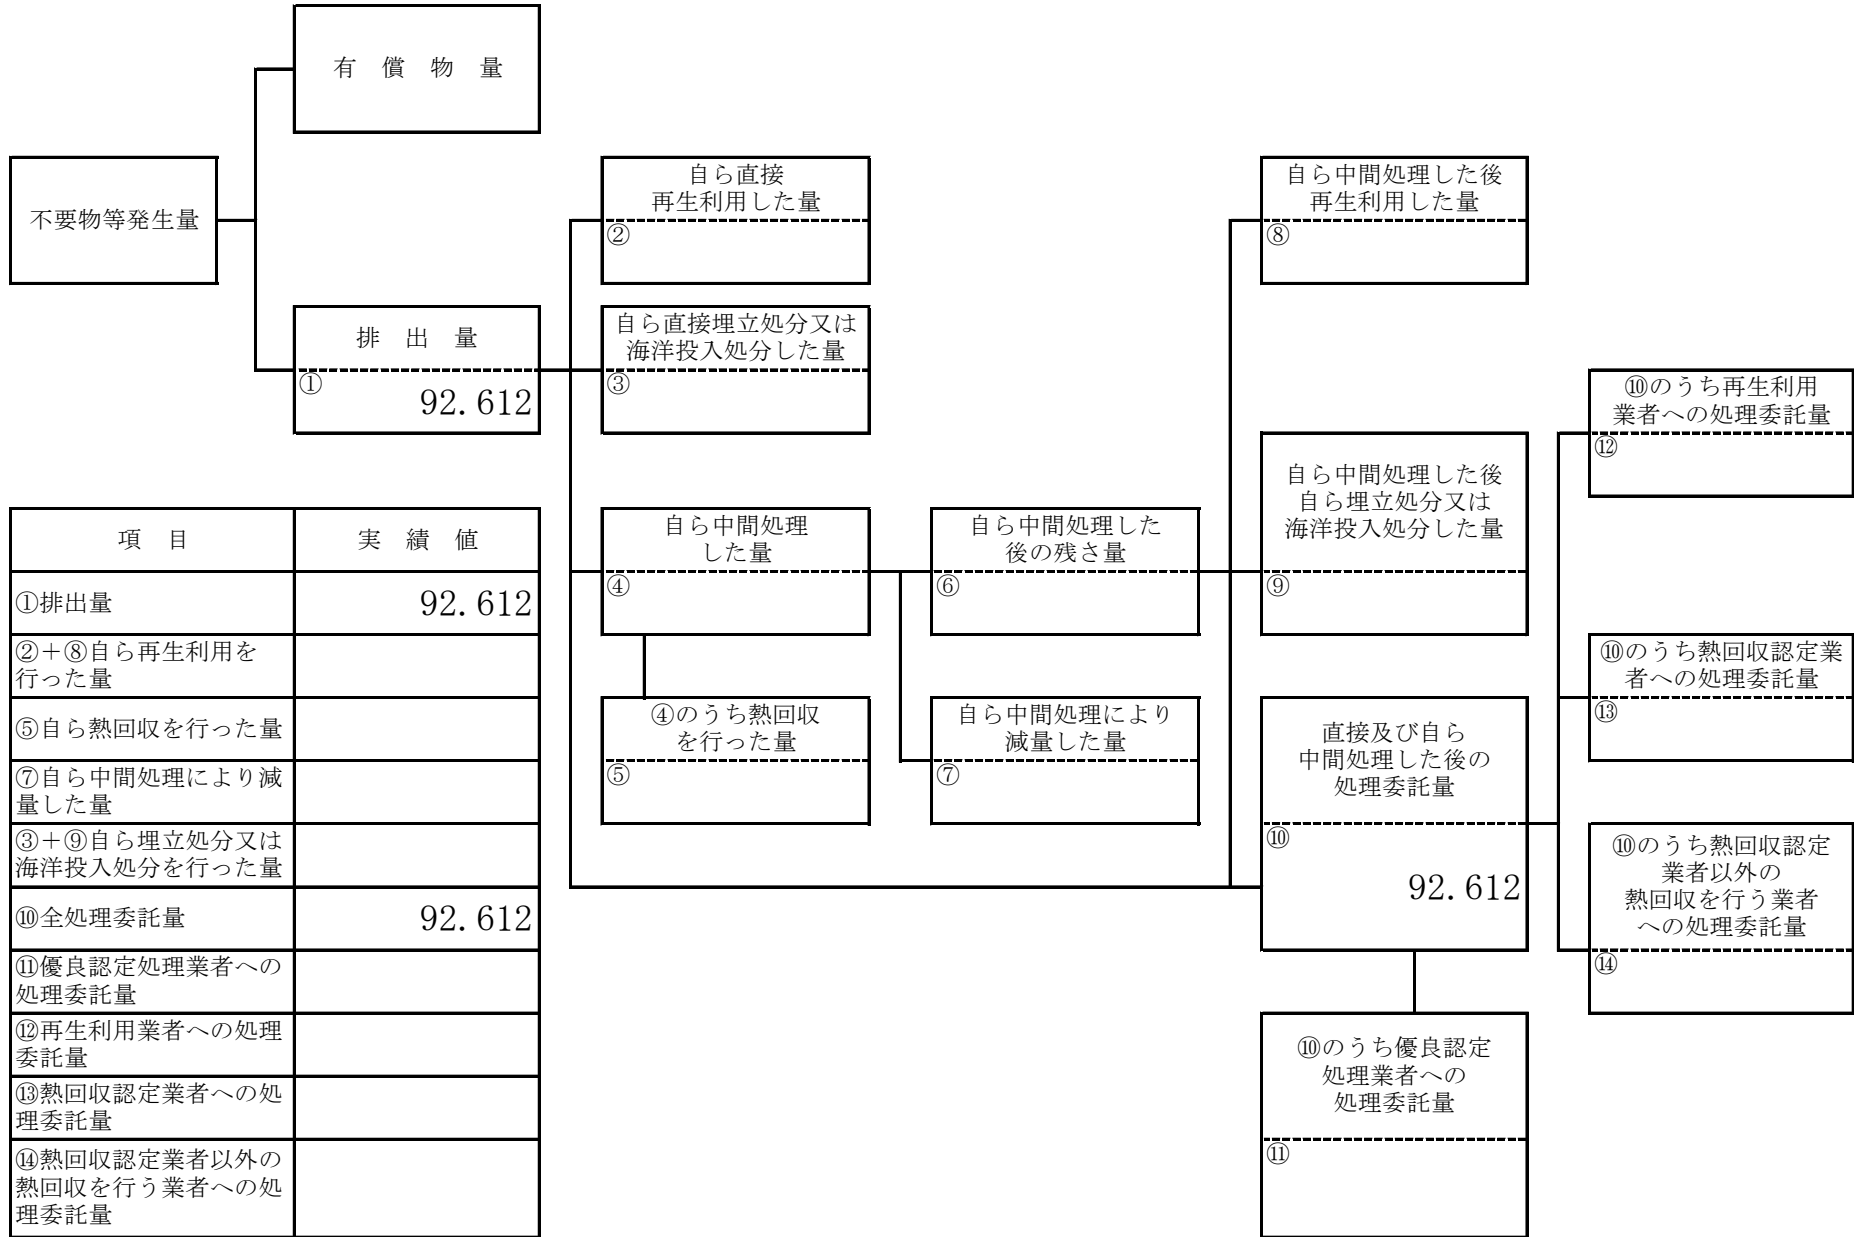 有　償　物　量
不要物等発生量
排　出　量
①
92.612
自ら直接
再生利用した量
②
自ら直接埋立処分又は
海洋投入処分した量
③
自ら中間処理
した量
④
④のうち熱回収
を行った量
⑤
自ら中間処理した
後の残さ量
⑥
自ら中間処理により
減量した量
⑦
自ら中間処理した後
再生利用した量
⑧
自ら中間処理した後
自ら埋立処分又は
海洋投入処分した量
⑨
直接及び自ら
中間処理した後の
処理委託量
⑩
92.612
⑩のうち優良認定
処理業者への
処理委託量
⑪
⑩のうち再生利用
業者への処理委託量
⑫
⑩のうち熱回収認定業
者への処理委託量
⑬
⑩のうち熱回収認定
業者以外の
熱回収を行う業者
への処理委託量
⑭
項　目　実　績　値
①排出量　92.612
②＋⑧自ら再生利用を
行った量
⑤自ら熱回収を行った量
⑦自ら中間処理により減
量した量
③＋⑨自ら埋立処分又は
海洋投入処分を行った量
⑩全処理委託量　92.612
⑪優良認定処理業者への
処理委託量
⑫再生利用業者への処理
委託量
⑬熱回収認定業者への処
理委託量
⑭熱回収認定業者以外の
熱回収を行う業者への処
理委託量